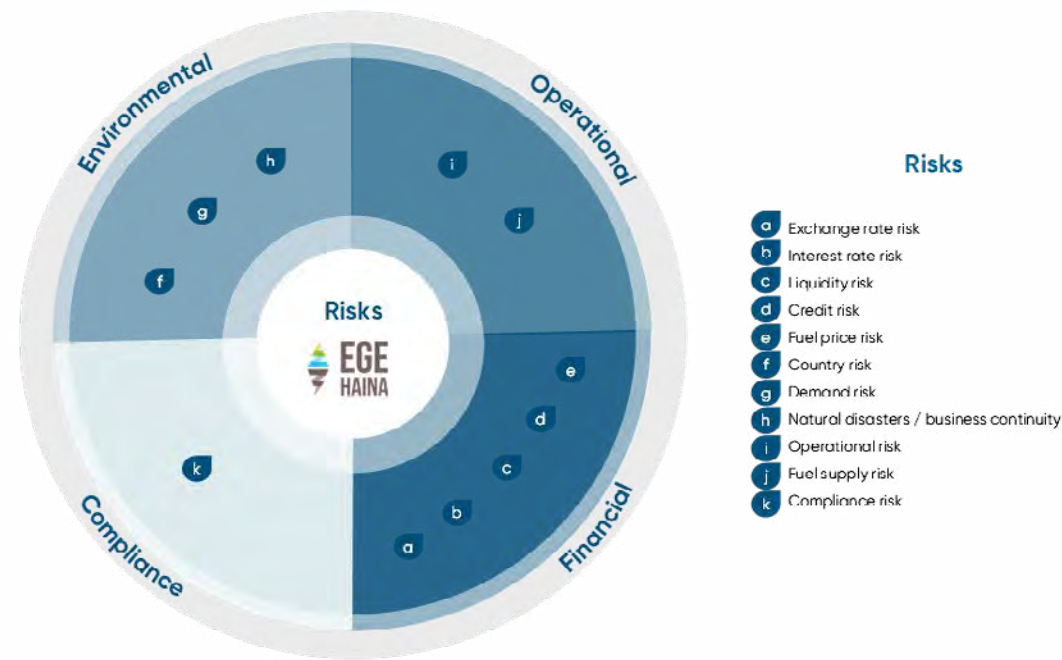 Environmental
Operational
Compliance
Financial
h
g
f
i
j
k
e
d
c
b
a
Risks
EGE
HAINA
Risks
a Exchange rate risk
b Interest rate risk
c Liquidity risk
d Credit risk
e Fuel price risk
f Country risk
g Demand risk
h Natural disasters / business continuity
i Operational risk
j Fuel supply risk
k Compliance risk